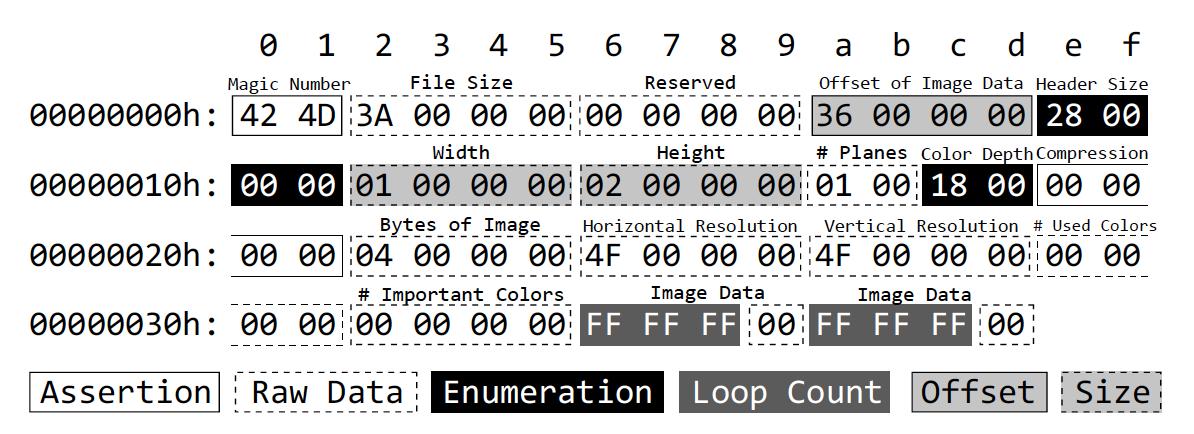 0 1 2 3 4 5 6 7 8 9 a b c d e f
Magic Number File Size Reserved Offset of Image Data Header Size
00000000h: 42 4D 3A 00 00 00 00 00 00 00 36 00 00 00 28 00
Width Height # Planes Color Depth Compression
00000010h: 00 00 01 00 00 00 02 00 00 00 01 00 18 00 00 00
Bytes of Image Horizontal Resolution Vertical Resolution # Used Colors
00000020h: 00 00 04 00 00 00 4F 00 00 00 4F 00 00 00 00 00
# Important Colors Image Data Image Data
00000030h: 00 00 00 00 00 00 FF FF FF 00 FF FF FF 00
Assertion Raw Data Enumeration Loop Count Offset Size